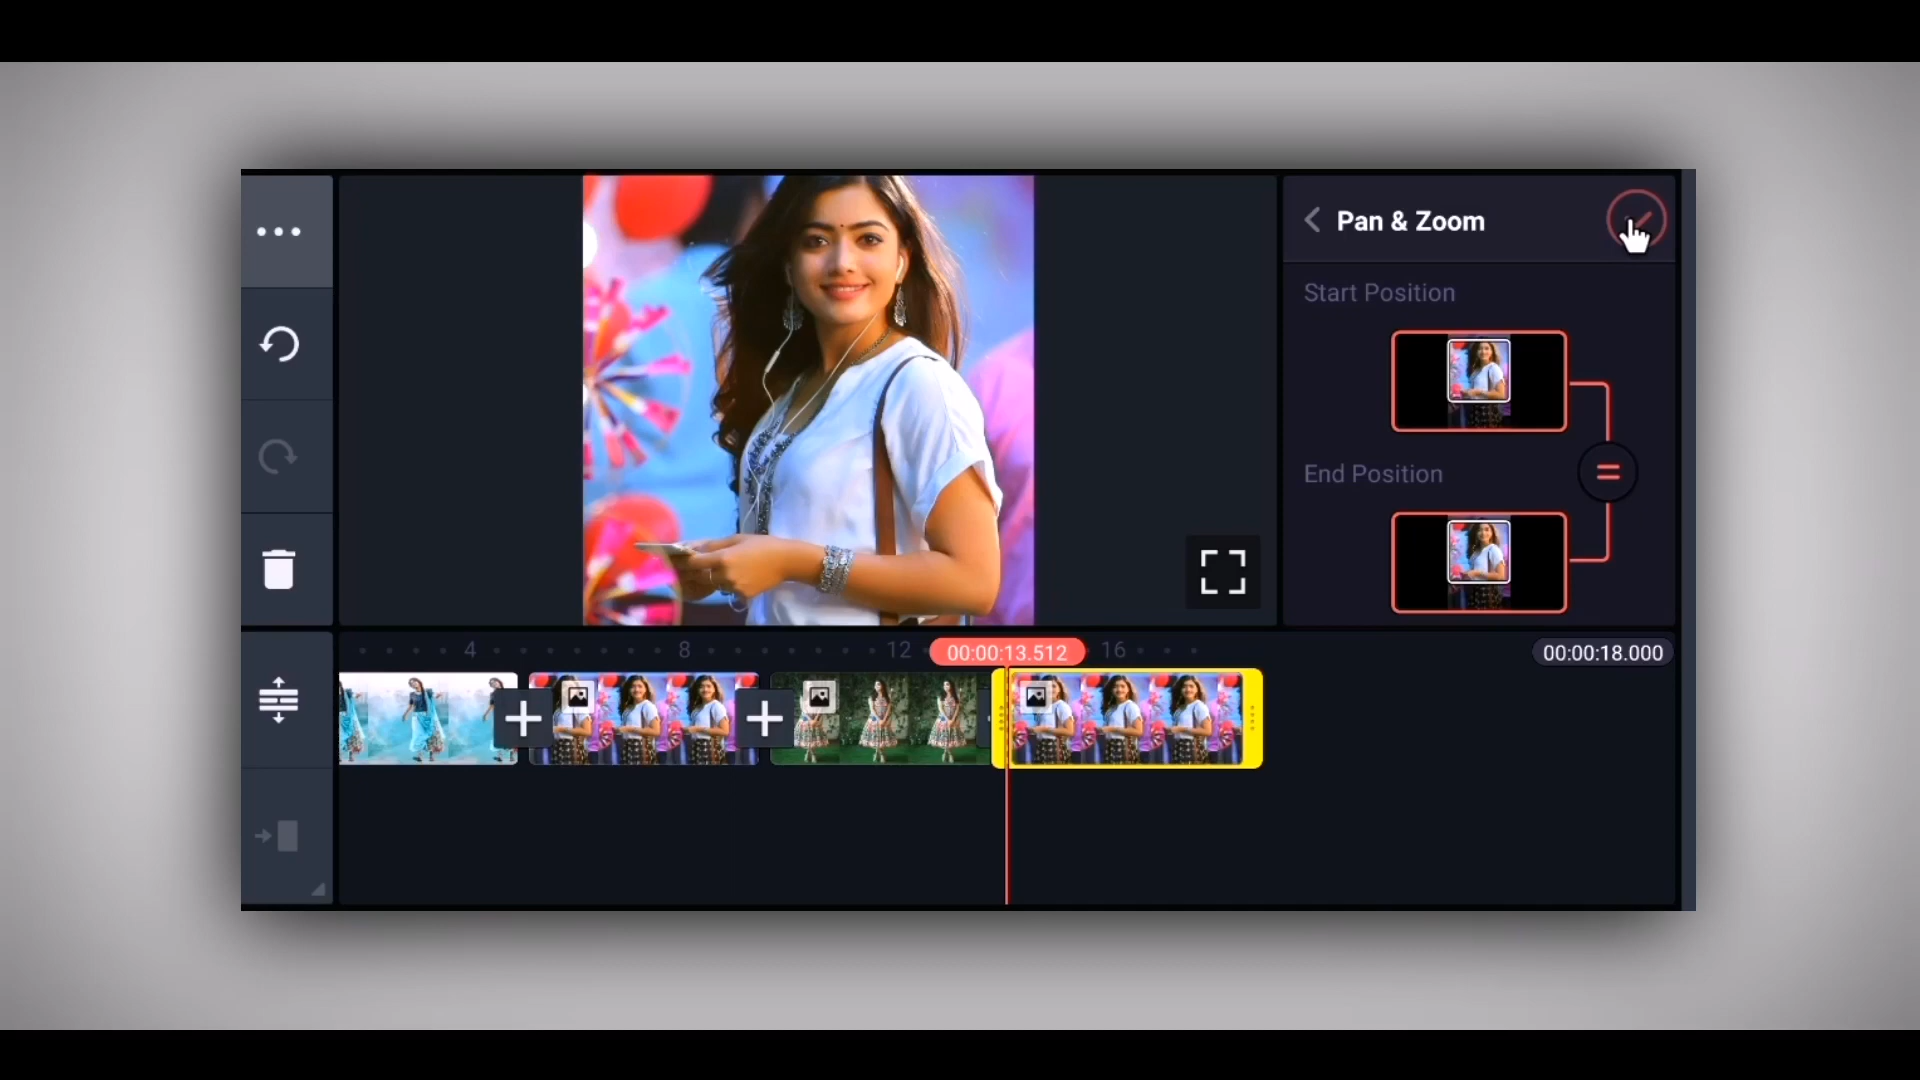 Pan & Zoom
Start Position
End Position
4
8
12
00:00:13.512
16
00:00:18.000